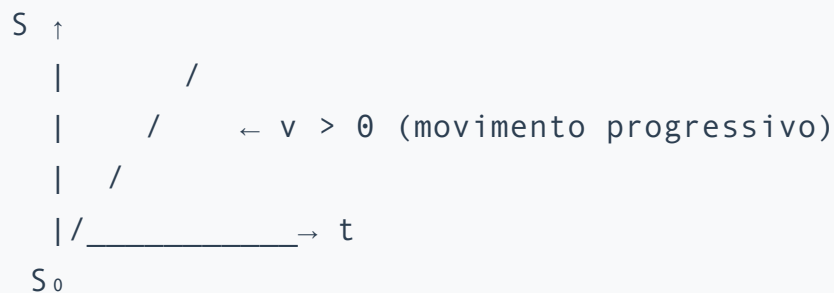 S ↑
| /
| / ← v > 0 (movimento progressivo)
| /
|/___________→ t
S₀